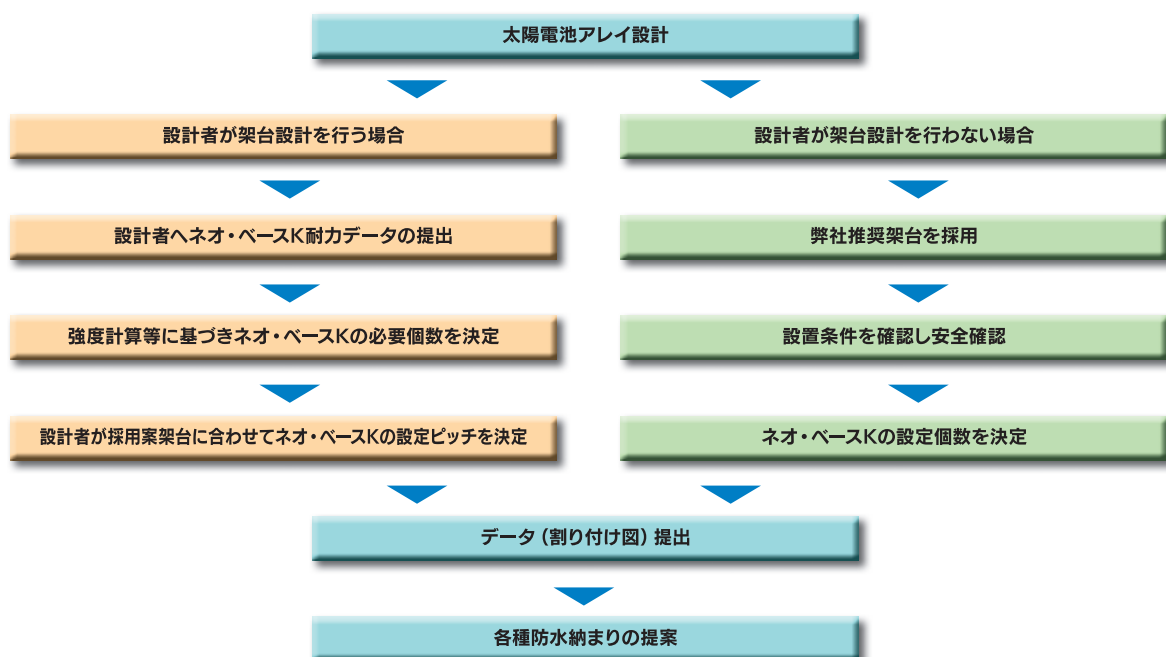 太陽電池アレイ設計
設計者が架台設計を行う場合
設計者が架台設計を行わない場合
設計者へネオ・ベースK耐力データの提出
弊社推奨架台を採用
強度計算等に基づきネオ・ベースKの必要個数を決定
設置条件を確認し安全確認
設計者が採用案架台に合わせてネオ・ベースKの設定ピッチを決定
ネオ・ベースKの設定個数を決定
データ（割り付け図）提出
各種防水納まりの提案